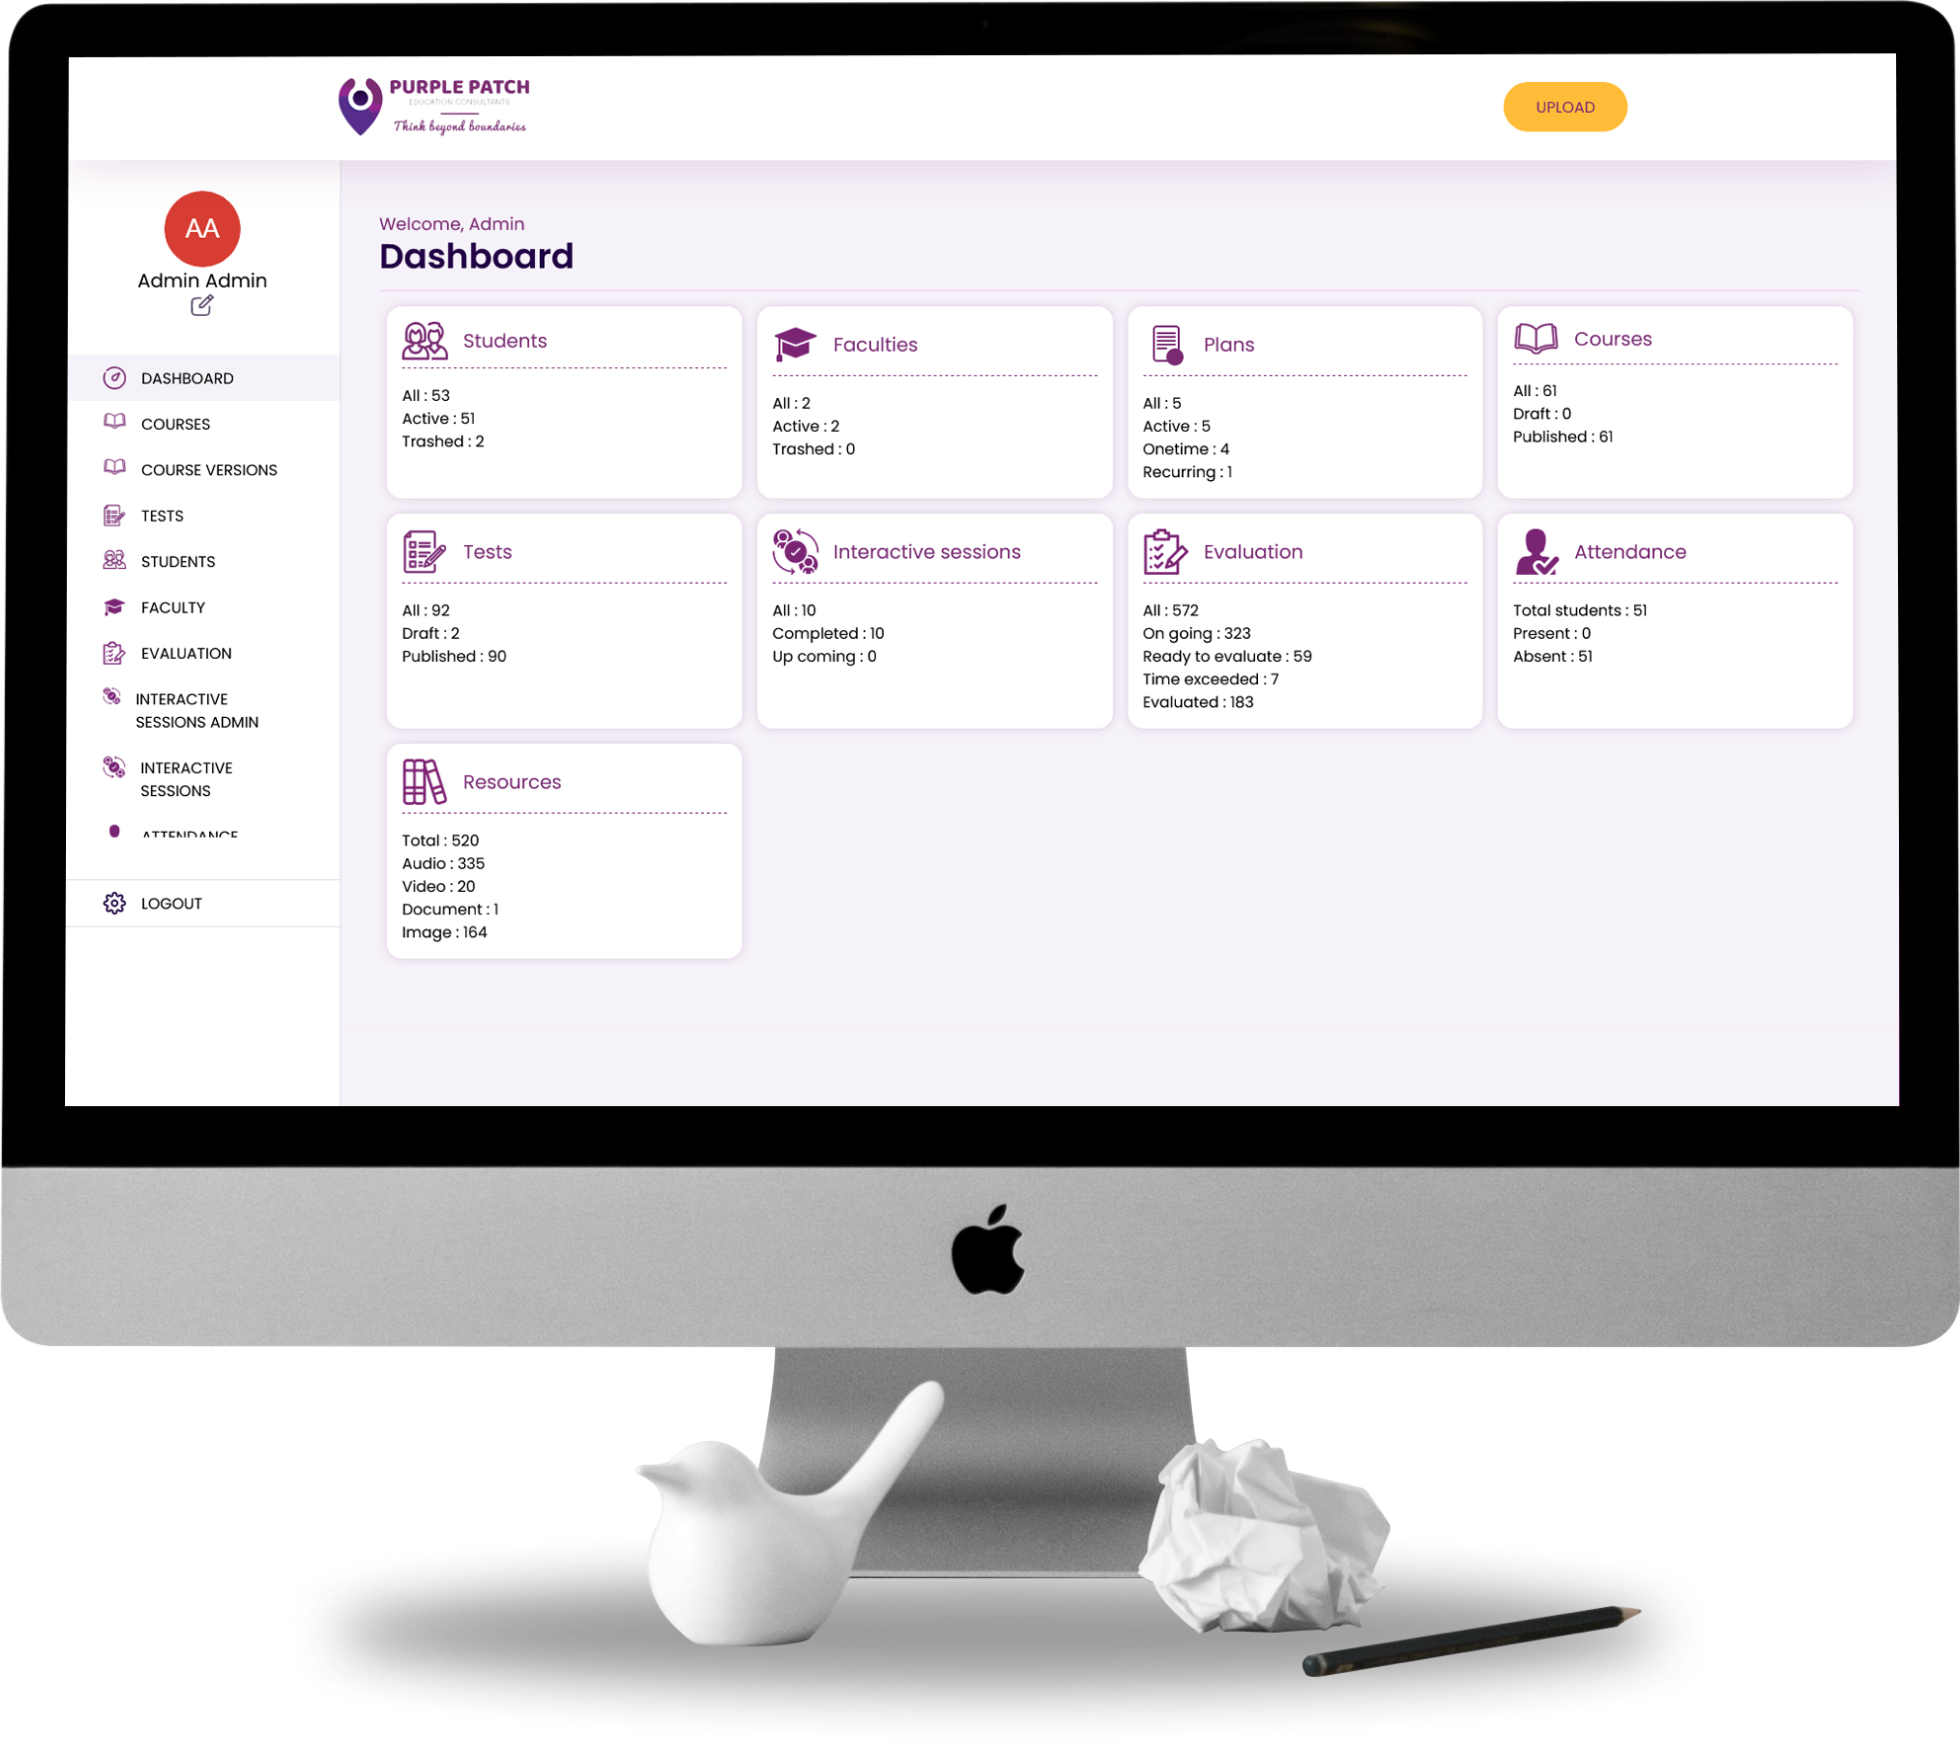 PURPLE PATCH
EDUCATION CONSULTANTS
Think beyond boundaries
UPLOAD
AA
Admin Admin
DASHBOARD
COURSES
COURSE VERSIONS
TESTS
STUDENTS
FACULTY
EVALUATION
INTERACTIVE
SESSIONS ADMIN
INTERACTIVE
SESSIONS
ATTENDANCE
LOGOUT
Welcome, Admin
Dashboard
Students
All : 53
Active : 51
Trashed : 2
Faculties
All : 2
Active : 2
Trashed : 0
Plans
All : 5
Active : 5
Onetime : 4
Recurring : 1
Courses
All : 61
Draft : 0
Published : 61
Tests
All : 92
Draft : 2
Published : 90
Interactive sessions
All : 10
Completed : 10
Up coming : 0
Evaluation
All : 572
On going : 323
Ready to evaluate : 59
Time exceeded : 7
Evaluated : 183
Attendance
Total students : 51
Present : 0
Absent : 51
Resources
Total : 520
Audio : 335
Video : 20
Document : 1
Image : 164